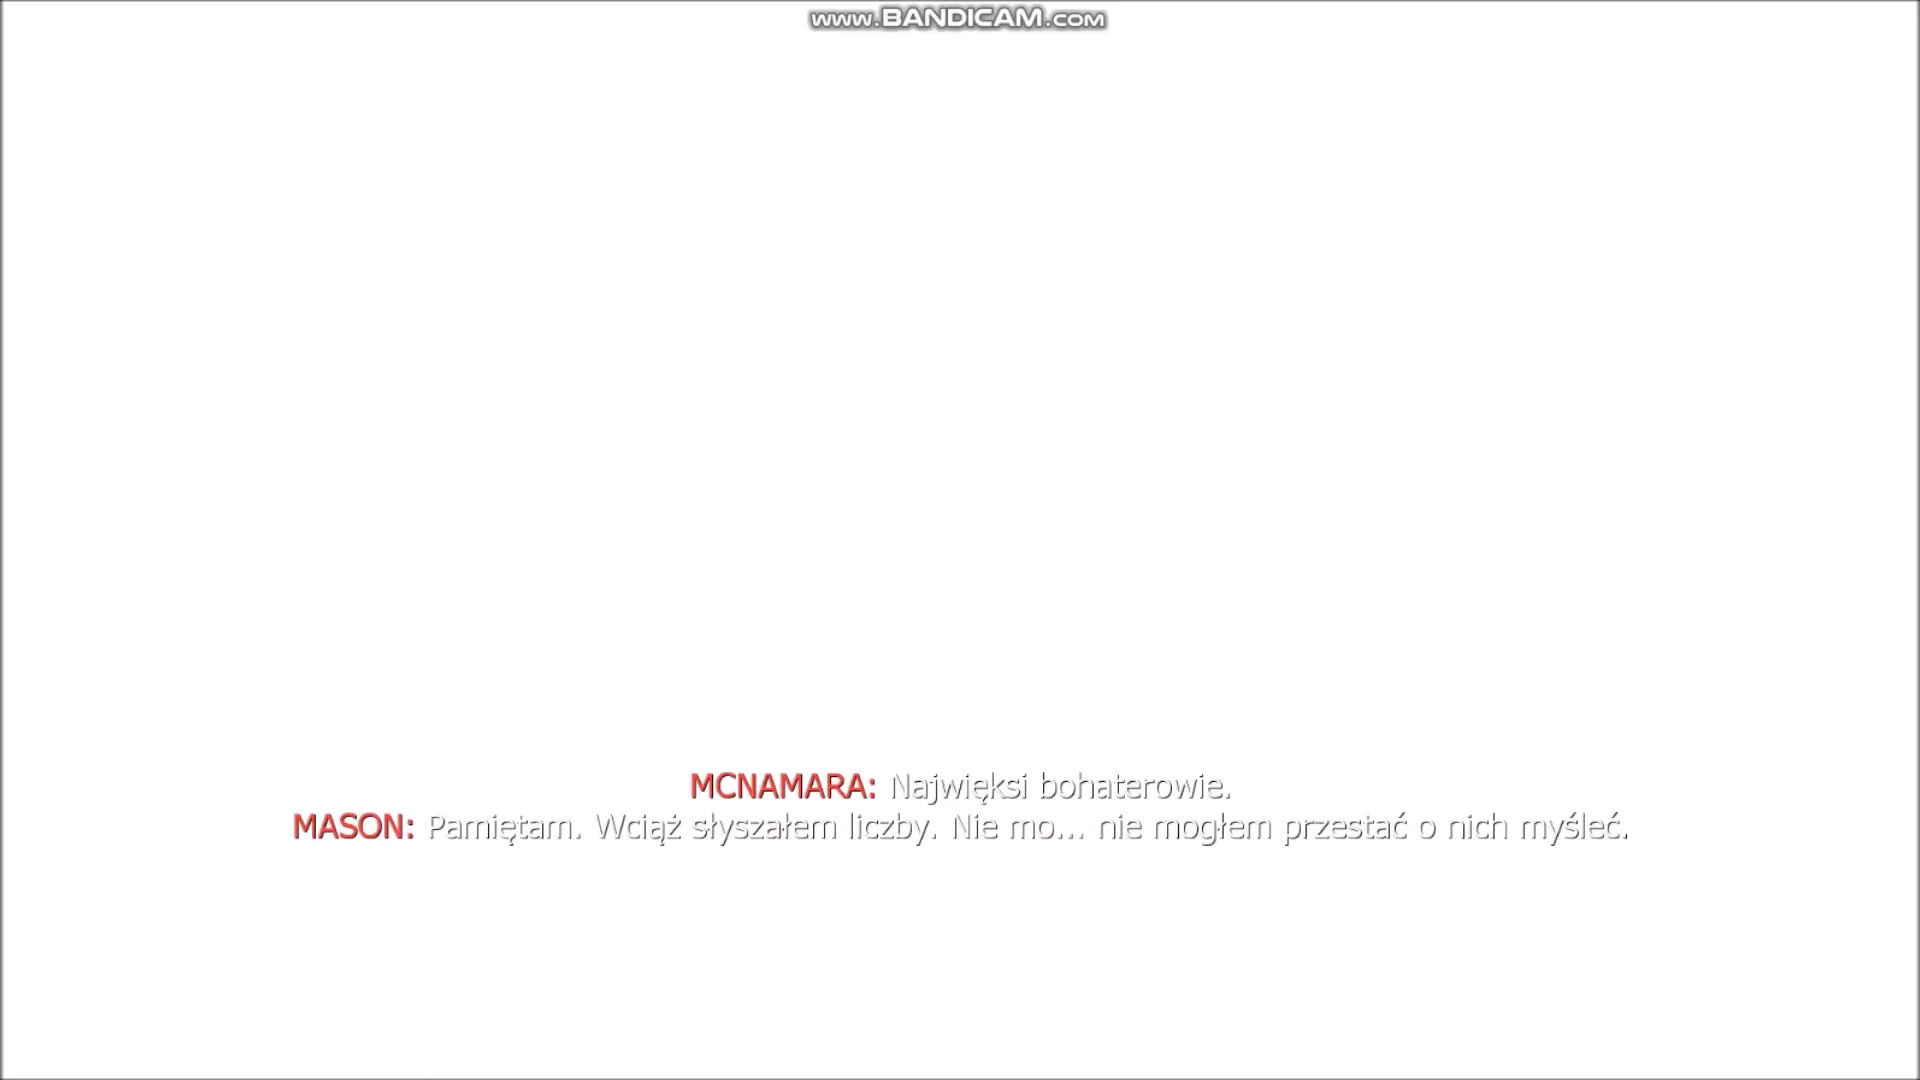 www.BANDICAM.COM
MCNAMARA: Najwięksi bohaterowie.
MASON: Pamiętam. Wciąż słyszałem liczby. Nie mo... nie mogłem przestać o nich myśleć.